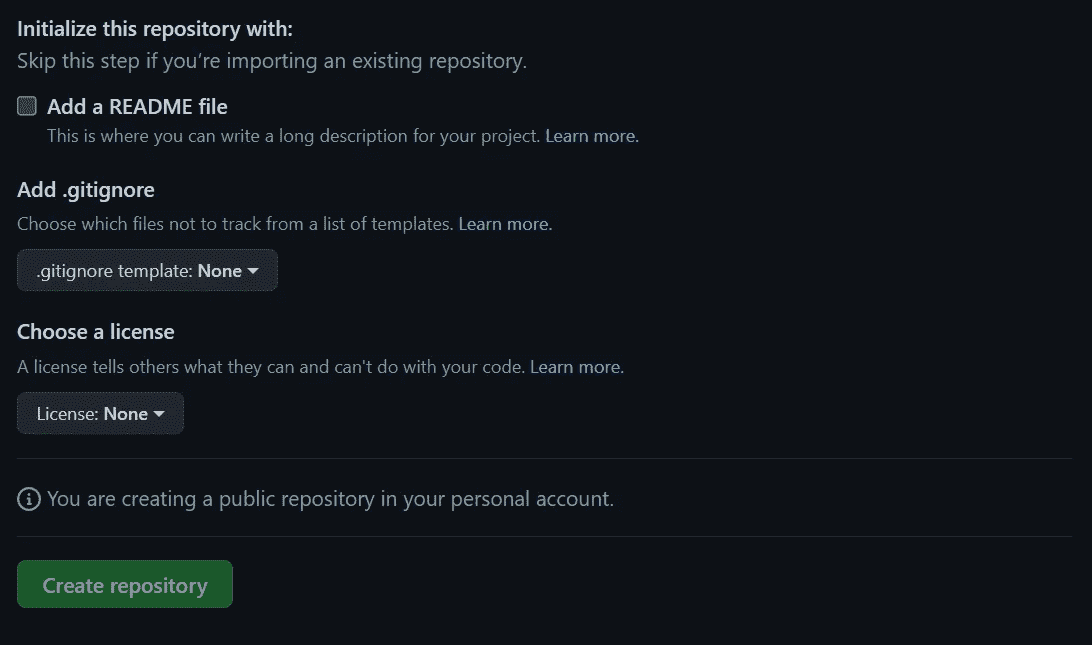 Initialize this repository with:
Skip this step if you’re importing an existing repository.
Add a README file
This is where you can write a long description for your project. Learn more.
Add .gitignore
Choose which files not to track from a list of templates. Learn more.
.gitignore template: None
Choose a license
A license tells others what they can and can't do with your code. Learn more.
License: None
You are creating a public repository in your personal account.
Create repository